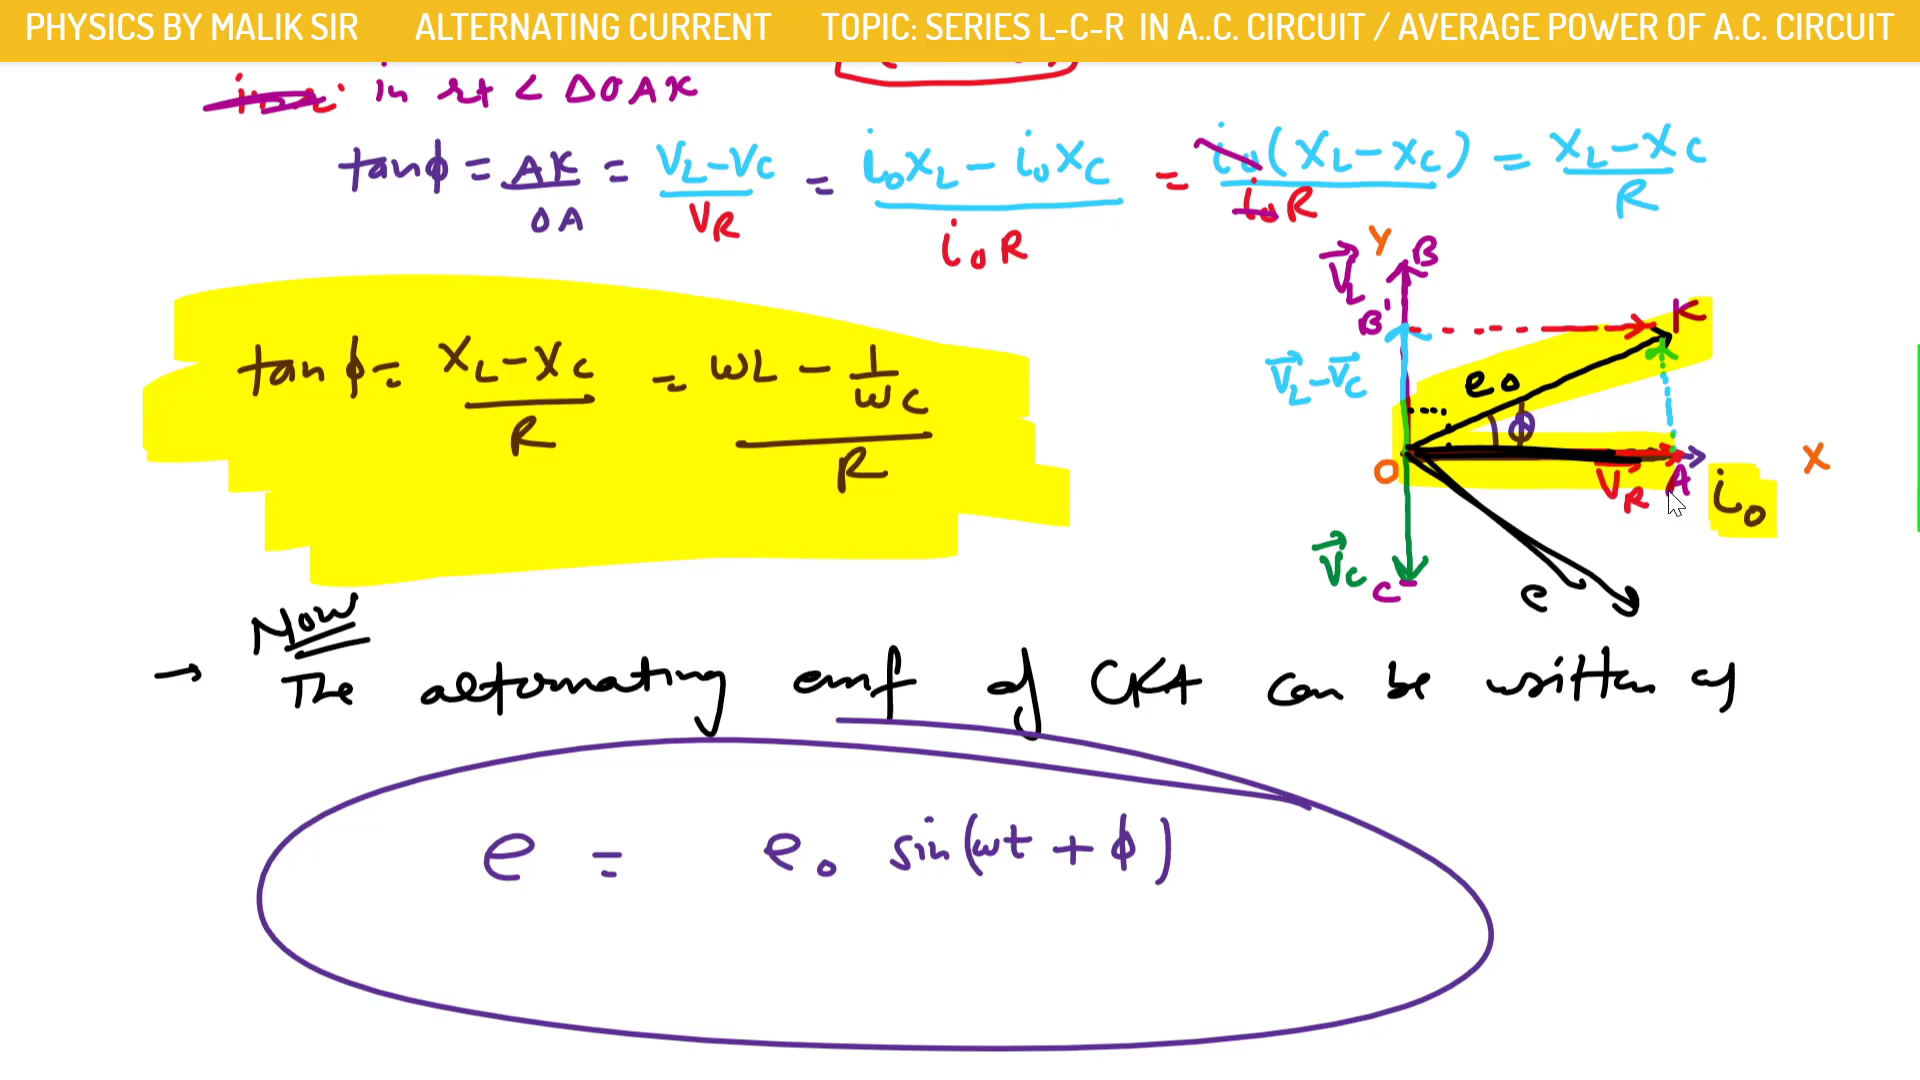 PHYSICS BY MALIK SIR ALTERNATING CURRENT TOPIC: SERIES L-C-R IN A..C. CIRCUIT / AVERAGE POWER OF A.C. CIRCUIT
in rt < ΔOAK
tanϕ = AK/OA = VL-VC/VR = i₀XL - i₀XC/i₀R = i₀(XL-XC)/i₀R = XL-XC/R
Y B
VL
B' K
VL-VC
e₀
ϕ
O VR A i₀ X
VC C
e
tan ϕ = XL-XC/R = ωL - 1/ωC/R
Now
→ The alternating emf of CKA can be written as
e = e₀ sin(ωt + ϕ)